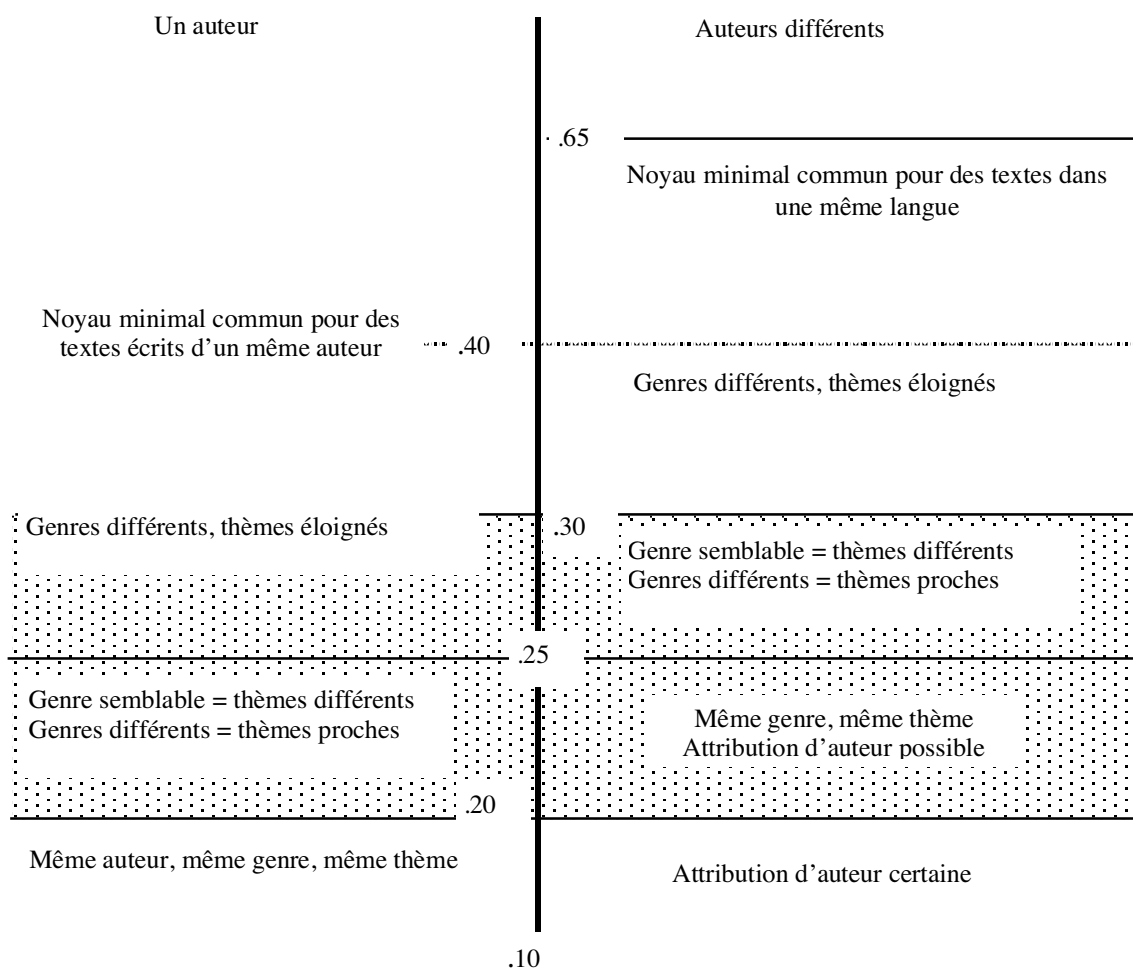 Un auteur
Auteurs différents
.65
Noyau minimal commun pour des textes dans
une même langue
Noyau minimal commun pour des
textes écrits d’un même auteur
.40
Genres différents, thèmes éloignés
Genres différents, thèmes éloignés
.30
Genre semblable = thèmes différents
Genres différents = thèmes proches
.25
Genre semblable = thèmes différents
Genres différents = thèmes proches
Même genre, même thème
Attribution d’auteur possible
.20
Même auteur, même genre, même thème
Attribution d’auteur certaine
.10